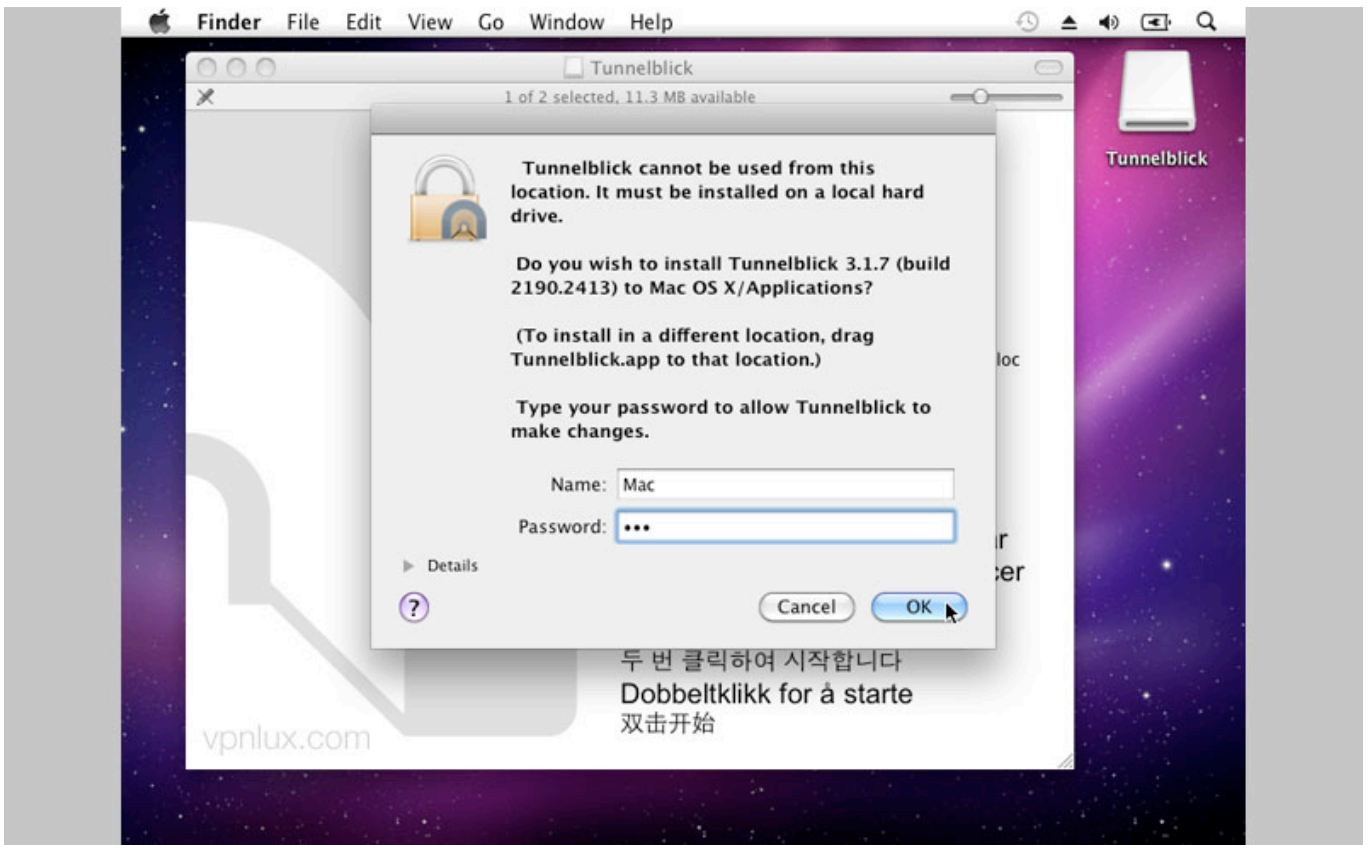 Finder File Edit View Go Window Help
Tunnelblick
1 of 2 selected, 11.3 MB available
Tunnelblick
Tunnelblick cannot be used from this
location. It must be installed on a local hard
drive.
Do you wish to install Tunnelblick 3.1.7 (build
2190.2413) to Mac OS X/Applications?
(To install in a different location, drag
Tunnelblick.app to that location.)
Type your password to allow Tunnelblick to
make changes.
Name: Mac
Password: •••
Details
?
Cancel OK
두 번 클릭하여 시작합니다
Dobbeltklikk for å starte
双击开始
vpnlux.com